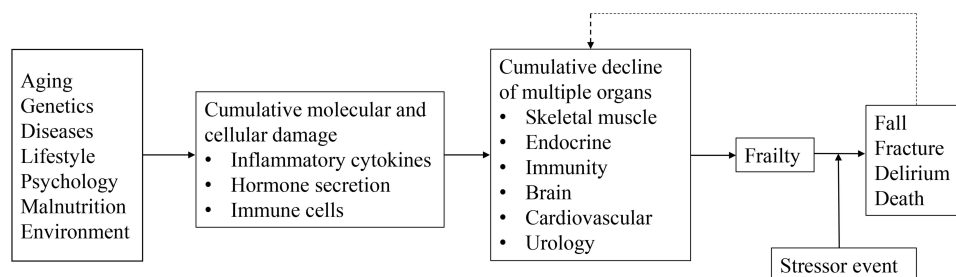 Aging
Genetics
Diseases
Lifestyle
Psychology
Malnutrition
Environment
Cumulative molecular and
cellular damage
• Inflammatory cytokines
• Hormone secretion
• Immune cells
Cumulative decline
of multiple organs
• Skeletal muscle
• Endocrine
• Immunity
• Brain
• Cardiovascular
• Urology
Frailty
Fall
Fracture
Delirium
Death
Stressor event